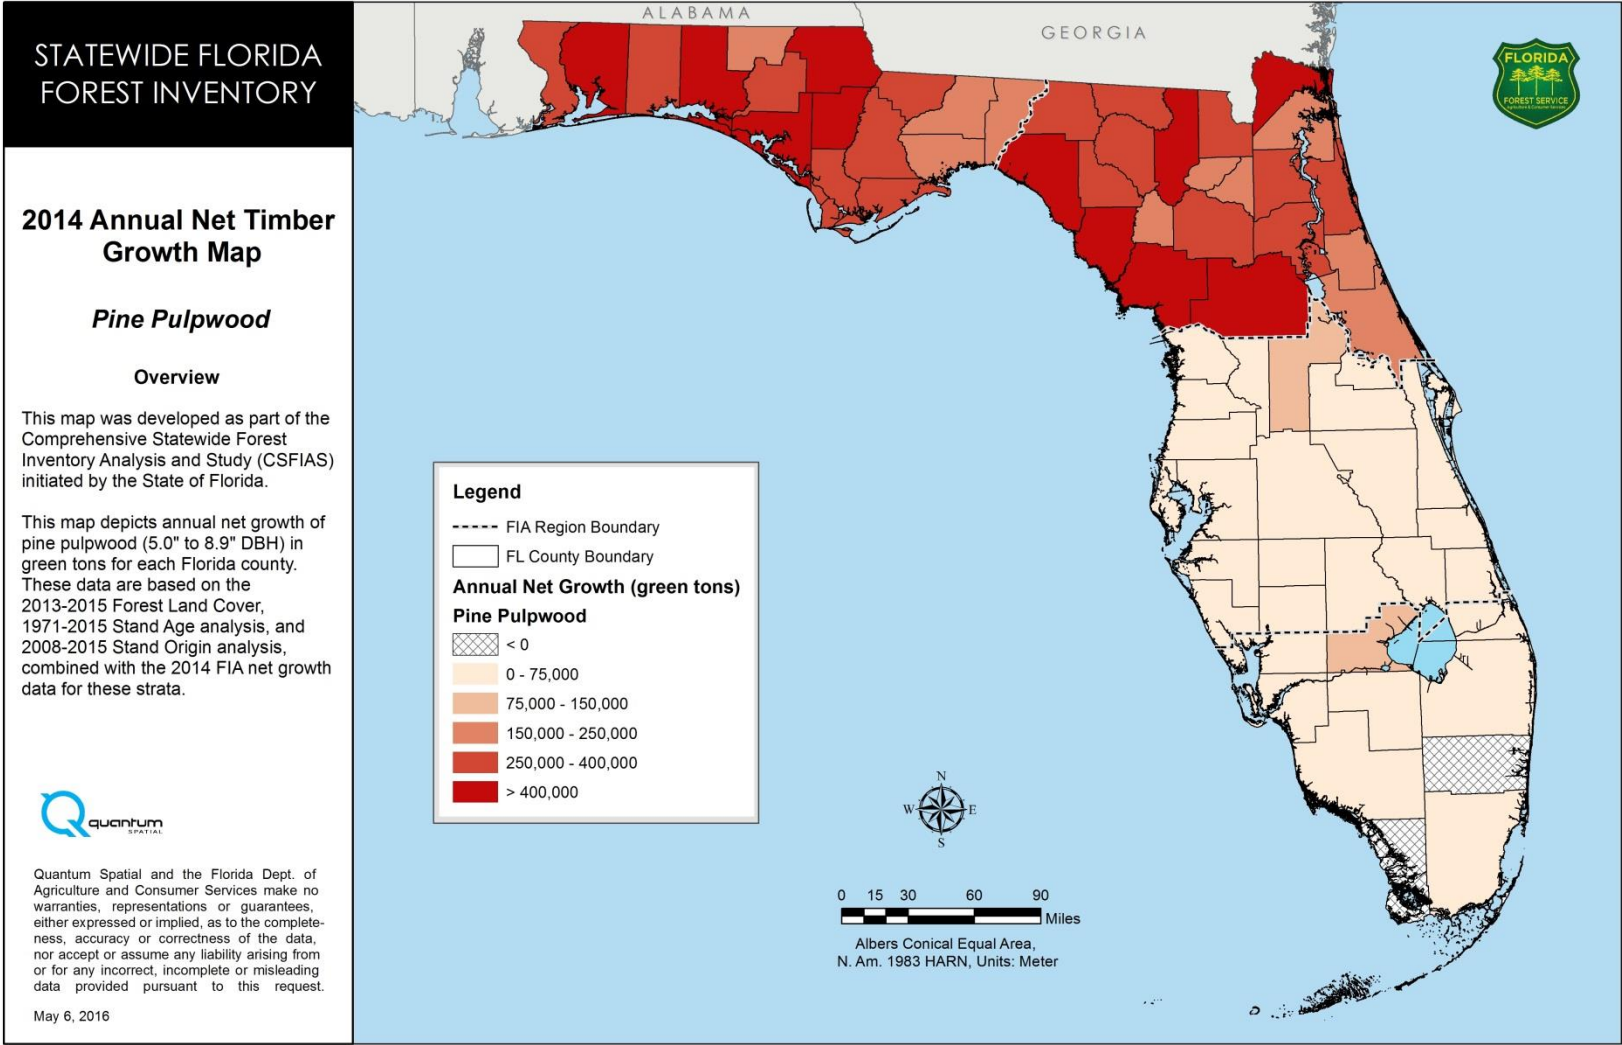 STATEWIDE FLORIDA
FOREST INVENTORY
2014 Annual Net Timber
Growth Map
Pine Pulpwood
Overview
This map was developed as part of the
Comprehensive Statewide Forest
Inventory Analysis and Study (CSFIAS)
initiated by the State of Florida.
This map depicts annual net growth of
pine pulpwood (5.0" to 8.9" DBH) in
green tons for each Florida county.
These data are based on the
2013-2015 Forest Land Cover,
1971-2015 Stand Age analysis, and
2008-2015 Stand Origin analysis,
combined with the 2014 FIA net growth
data for these strata.
quantum
SPATIAL
Quantum Spatial and the Florida Dept. of
Agriculture and Consumer Services make no
warranties, representations or guarantees,
either expressed or implied, as to the complete-
ness, accuracy or correctness of the data,
nor accept or assume any liability arising from
or for any incorrect, incomplete or misleading
data provided pursuant to this request.
May 6, 2016
ALABAMA
GEORGIA
FLORIDA
FOREST SERVICE
Legend
FIA Region Boundary
FL County Boundary
Annual Net Growth (green tons)
Pine Pulpwood
< 0
0 - 75,000
75,000 - 150,000
150,000 - 250,000
250,000 - 400,000
> 400,000
N
W E
S
0 15 30 60 90
Miles
Albers Conical Equal Area,
N. Am. 1983 HARN, Units: Meter